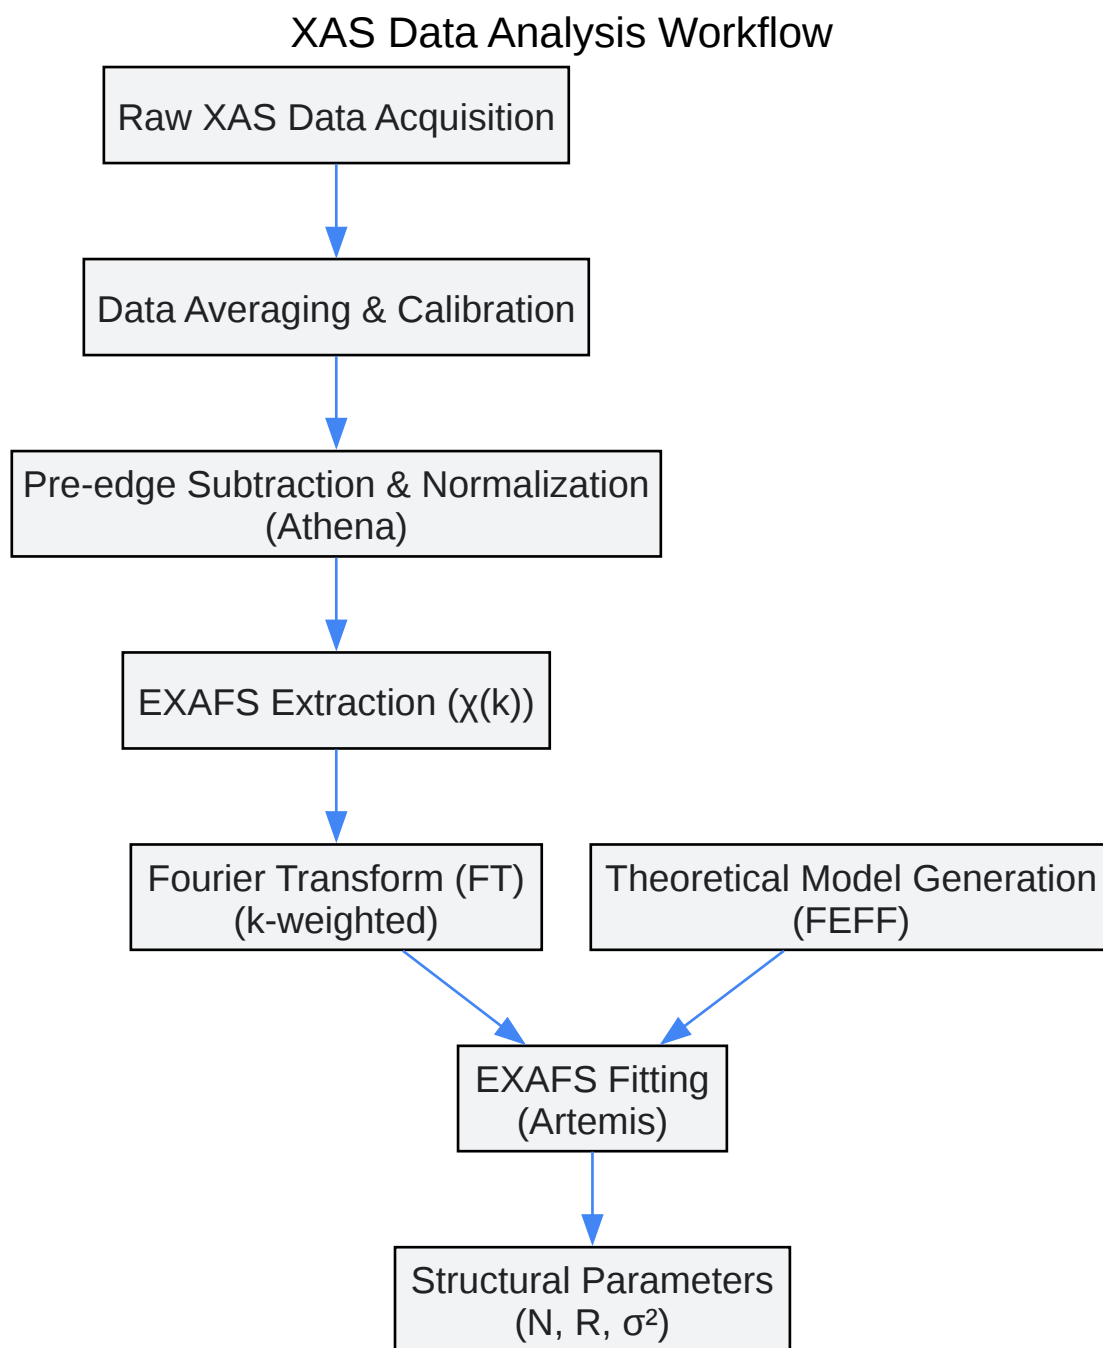 XAS Data Analysis Workflow
Raw XAS Data Acquisition
Data Averaging & Calibration
Pre-edge Subtraction & Normalization
(Athena)
EXAFS Extraction (χ(k))
Fourier Transform (FT)
(k-weighted)
Theoretical Model Generation
(FEFF)
EXAFS Fitting
(Artemis)
Structural Parameters
(N, R, σ²)